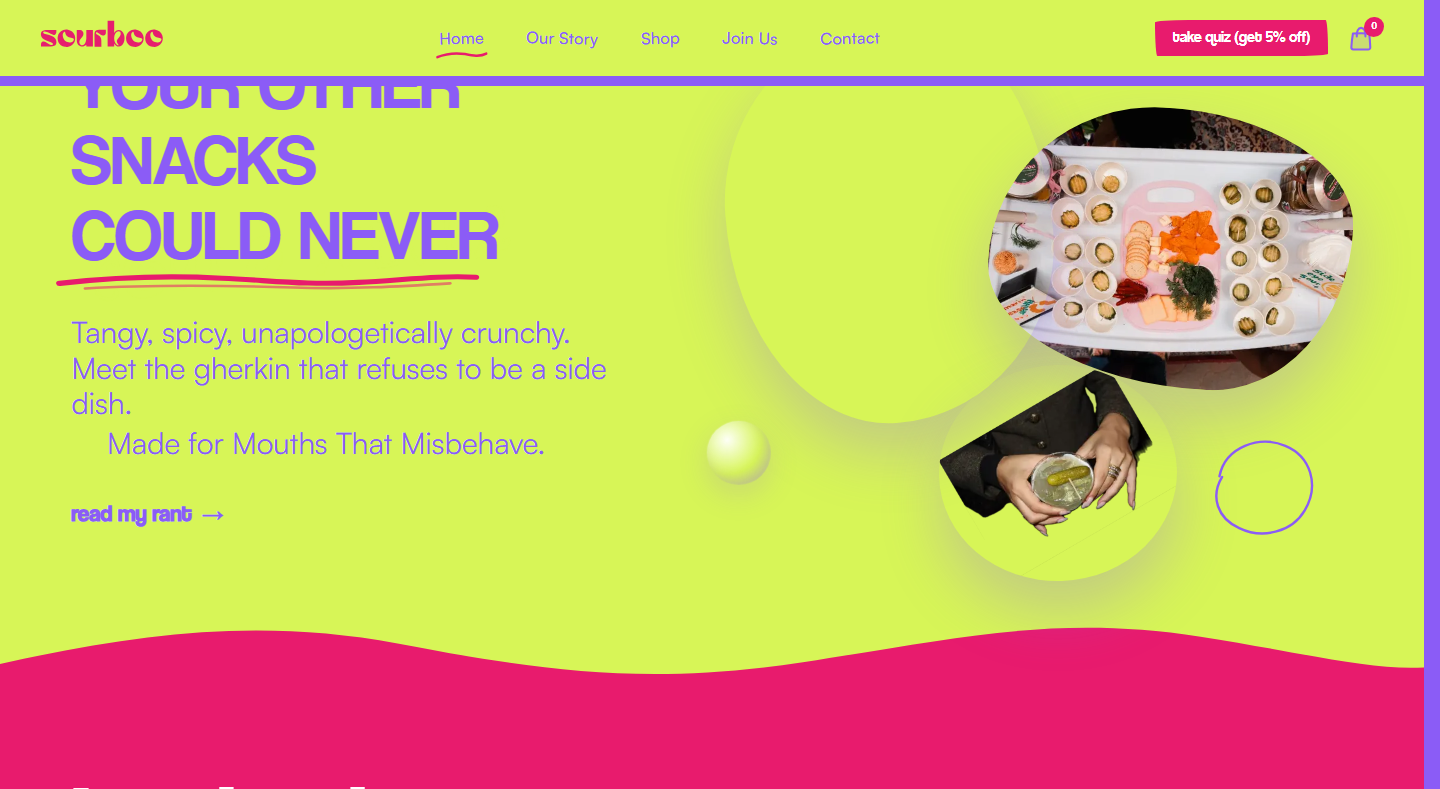 sourboo
Home
Our Story
Shop
Join Us
Contact
take quiz (get 5% off)
0
YOUR OTHER
SNACKS
COULD NEVER
Tangy, spicy, unapologetically crunchy.
Meet the gherkin that refuses to be a side
dish.
Made for Mouths That Misbehave.
read my rant →